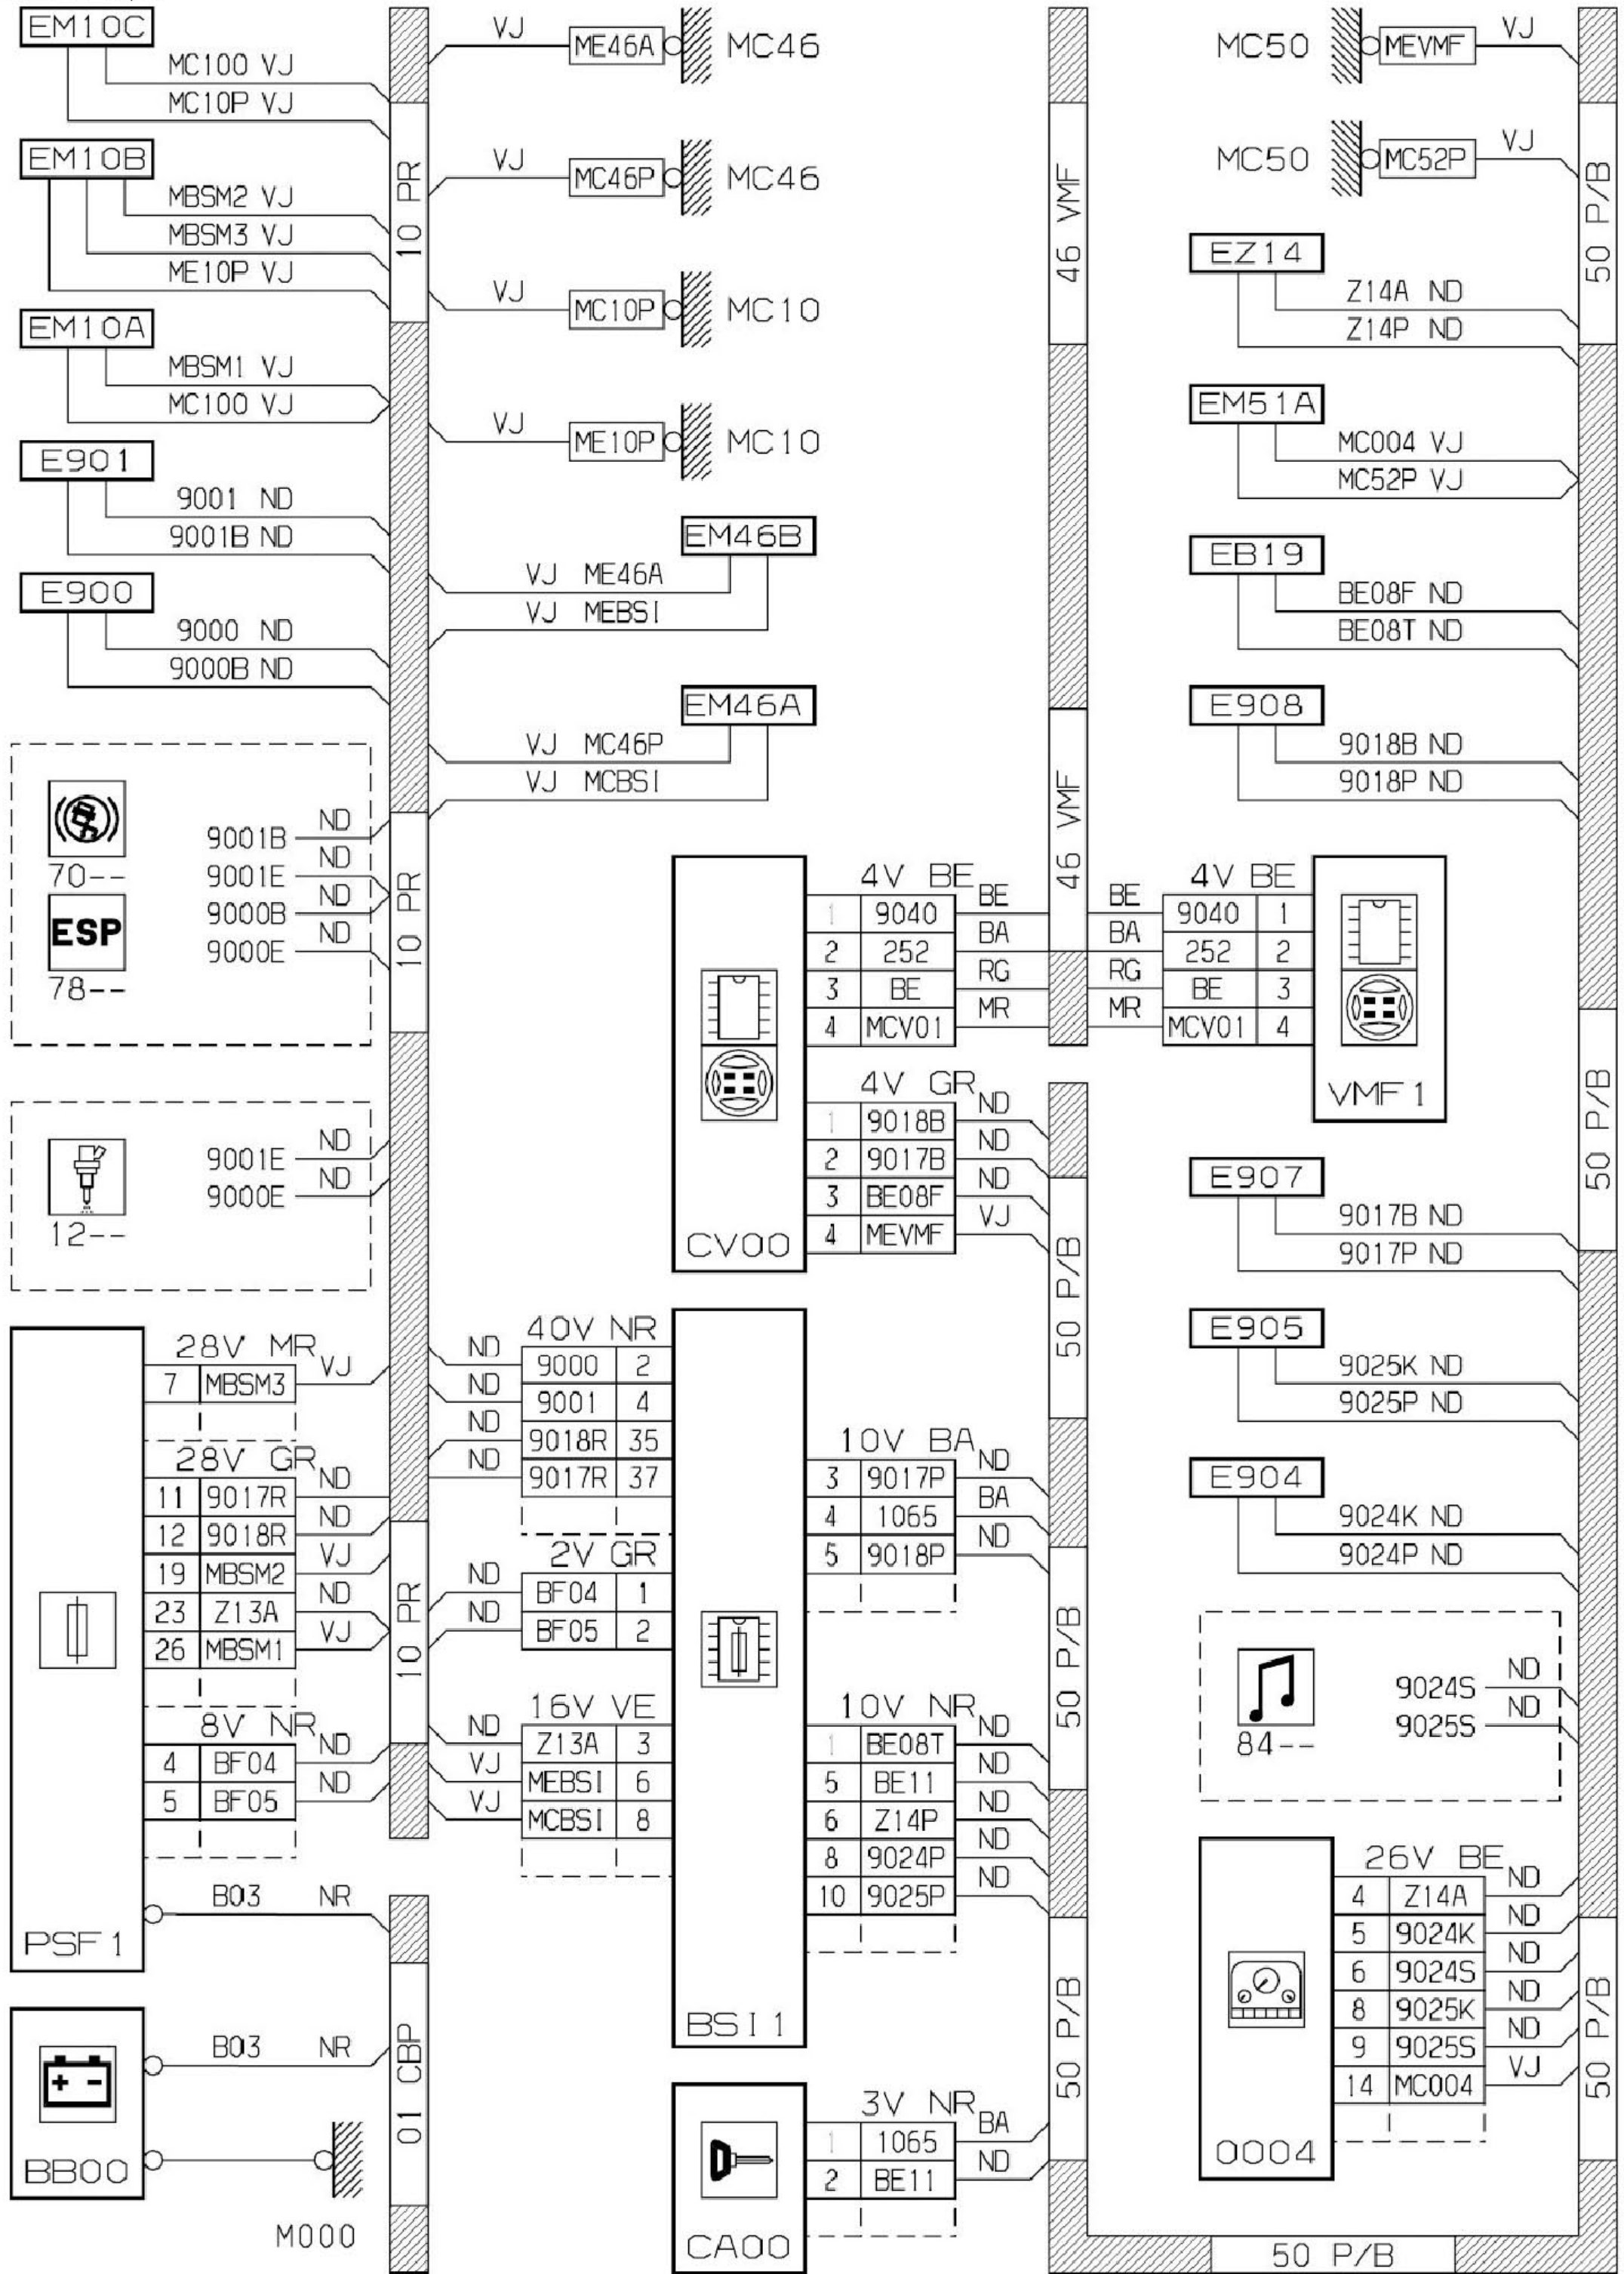 EM10C
MC100 VJ
MC10P VJ
EM10B
MBSM2 VJ
MBSM3 VJ
ME10P VJ
EM10A
MBSM1 VJ
MC100 VJ
E901
9001 ND
9001B ND
E900
9000 ND
9000B ND
70--
ESP
78--
9001B ND
9001E ND
9000B ND
9000E ND
12--
9001E ND
9000E ND
PSF1
28V MR
7 MBSM3 VJ
28V GR
11 9017R ND
12 9018R ND
19 MBSM2 VJ
23 Z13A ND
26 MBSM1 VJ
8V NR
4 BF04 ND
5 BF05 ND
B03 NR
BB00
+ -
B03 NR
M000
10 PR
10 PR
10 PR
01 CBP
VJ ME46A MC46
VJ MC46P MC46
VJ MC10P MC10
VJ ME10P MC10
EM46B
VJ ME46A
VJ MEBSI
EM46A
VJ MC46P
VJ MCBSI
CV00
4V BE
1 9040 BE
2 252 BA
3 BE RG
4 MCV01 MR
4V GR
1 9018B ND
2 9017B ND
3 BE08F ND
4 MEVMF VJ
BSI1
40V NR
ND 9000 2
ND 9001 4
ND 9018R 35
ND 9017R 37
2V GR
ND BF04 1
ND BF05 2
16V VE
ND Z13A 3
VJ MEBSI 6
VJ MCBSI 8
10V BA
3 9017P ND
4 1065 BA
5 9018P ND
10V NR
1 BE08T ND
5 BE11 ND
6 Z14P ND
8 9024P ND
10 9025P ND
CA00
3V NR
1 1065 BA
2 BE11 ND
46 VMF
46 VMF
50 P/B
50 P/B
50 P/B
MC50 MEVMF VJ
MC50 MC52P VJ
EZ14
Z14A ND
Z14P ND
EM51A
MC004 VJ
MC52P VJ
EB19
BE08F ND
BE08T ND
E908
9018B ND
9018P ND
4V BE
BE 9040 1
BA 252 2
RG BE 3
MR MCV01 4
VMF1
E907
9017B ND
9017P ND
E905
9025K ND
9025P ND
E904
9024K ND
9024P ND
84--
9024S ND
9025S ND
0004
26V BE
4 Z14A ND
5 9024K ND
6 9024S ND
8 9025K ND
9 9025S ND
14 MC004 VJ
50 P/B
50 P/B
50 P/B
50 P/B